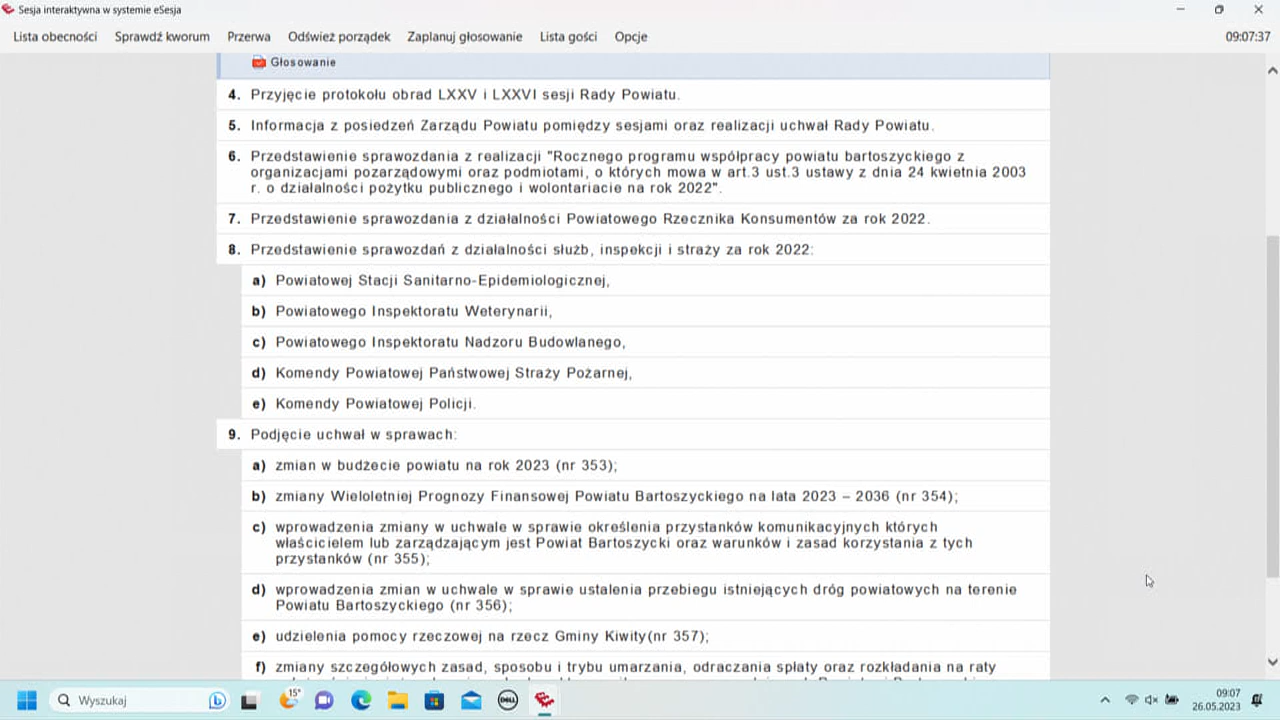 Sesja interaktywna w systemie eSesja
Lista obecności Sprawdź kworum Przerwa Odśwież porządek Zaplanuj głosowanie Lista gości Opcje 09:07:37
Głosowanie
4. Przyjęcie protokołu obrad LXXV i LXXVI sesji Rady Powiatu.
5. Informacja z posiedzeń Zarządu Powiatu pomiędzy sesjami oraz realizacji uchwał Rady Powiatu.
6. Przedstawienie sprawozdania z realizacji "Rocznego programu współpracy powiatu bartoszyckiego z
organizacjami pozarządowymi oraz podmiotami, o których mowa w art.3 ust.3 ustawy z dnia 24 kwietnia 2003
r. o działalności pożytku publicznego i wolontariacie na rok 2022".
7. Przedstawienie sprawozdania z działalności Powiatowego Rzecznika Konsumentów za rok 2022.
8. Przedstawienie sprawozdań z działalności służb, inspekcji i straży za rok 2022:
a) Powiatowej Stacji Sanitarno-Epidemiologicznej,
b) Powiatowego Inspektoratu Weterynarii,
c) Powiatowego Inspektoratu Nadzoru Budowlanego,
d) Komendy Powiatowej Państwowej Straży Pożarnej,
e) Komendy Powiatowej Policji.
9. Podjęcie uchwał w sprawach:
a) zmian w budżecie powiatu na rok 2023 (nr 353);
b) zmiany Wieloletniej Prognozy Finansowej Powiatu Bartoszyckiego na lata 2023 – 2036 (nr 354);
c) wprowadzenia zmiany w uchwale w sprawie określenia przystanków komunikacyjnych których
właścicielem lub zarządzającym jest Powiat Bartoszycki oraz warunków i zasad korzystania z tych
przystanków (nr 355);
d) wprowadzenia zmian w uchwale w sprawie ustalenia przebiegu istniejących dróg powiatowych na terenie
Powiatu Bartoszyckiego (nr 356);
e) udzielenia pomocy rzeczowej na rzecz Gminy Kiwity(nr 357);
f) zmiany szczegółowych zasad, sposobu i trybu umarzania, odraczania spłaty oraz rozkładania na raty
Wyszukaj
15°
DELL
09:07
26.05.2023